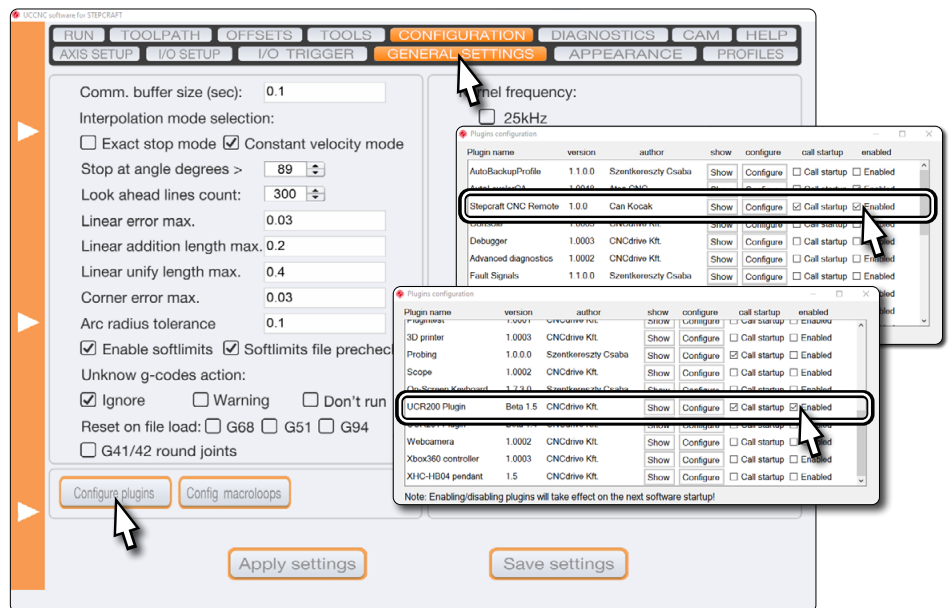 UCCNC software for STEPCRAFT
RUN TOOLPATH OFFSETS TOOLS CONFIGURATION DIAGNOSTICS CAM HELP
AXIS SETUP I/O SETUP I/O TRIGGER GENERAL SETTINGS APPEARANCE PROFILES
Comm. buffer size (sec): 0.1
Interpolation mode selection:
Exact stop mode Constant velocity mode
Stop at angle degrees > 89
Look ahead lines count: 300
Linear error max. 0.03
Linear addition length max. 0.2
Linear unify length max. 0.4
Corner error max. 0.03
Arc radius tolerance 0.1
Enable softlimits Softlimits file prechec
Unknow g-codes action:
Ignore Warning Don't run
Reset on file load: G68 G51 G94
G41/42 round joints
Configure plugins Config macroloops
Apply settings Save settings
frequency:
25kHz
Plugins configuration
Plugin name version author show configure call startup enabled
AutoBackupProfile 1.1.0.0 Szentkereszty Csaba Show Configure Call startup Enabled
Stepcraft CNC Remote 1.0.0 Can Kocak Show Configure Call startup Enabled
Debugger 1.0003 CNCdrive Kft. Show Configure Call startup
Advanced diagnostics 1.0002 CNCdrive Kft. Show Configure Call startup Enabled
Fault Signals 1.1.0.0 Szentkereszty Csaba Show Configure Call startup Enabled
Plugins configuration
Plugin name version author show configure call startup enabled
3D printer 1.0003 CNCdrive Kft. Show Configure Call startup Enabled
Probing 1.0.0.0 Szentkereszty Csaba Show Configure Call startup Enabled
Scope 1.0002 CNCdrive Kft. Show Configure Call startup Enabled
UCR200 Plugin Beta 1.5 CNCdrive Kft. Show Configure Call startup Enabled
Webcamera 1.0002 CNCdrive Kft. Show Configure Call startup
Xbox360 controller 1.0003 CNCdrive Kft. Show Configure Call startup Enabled
XHC-HB04 pendant 1.5 CNCdrive Kft. Show Configure Call startup Enabled
Note: Enabling/disabling plugins will take effect on the next software startup!